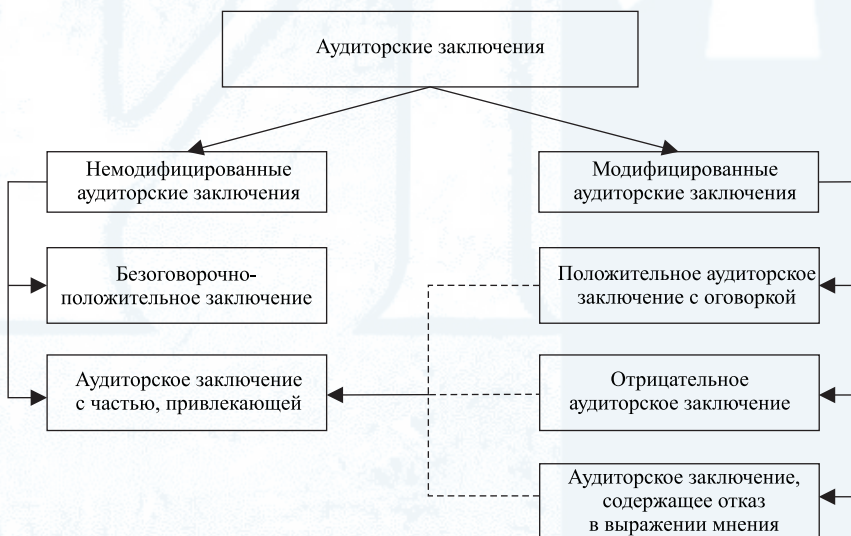 Аудиторские заключения
Немодифицированные
аудиторские заключения
Модифицированные
аудиторские заключения
Безоговорочно-
положительное заключение
Положительное аудиторское
заключение с оговоркой
Аудиторское заключение
с частью, привлекающей
Отрицательное
аудиторское заключение
Аудиторское заключение,
содержащее отказ
в выражении мнения